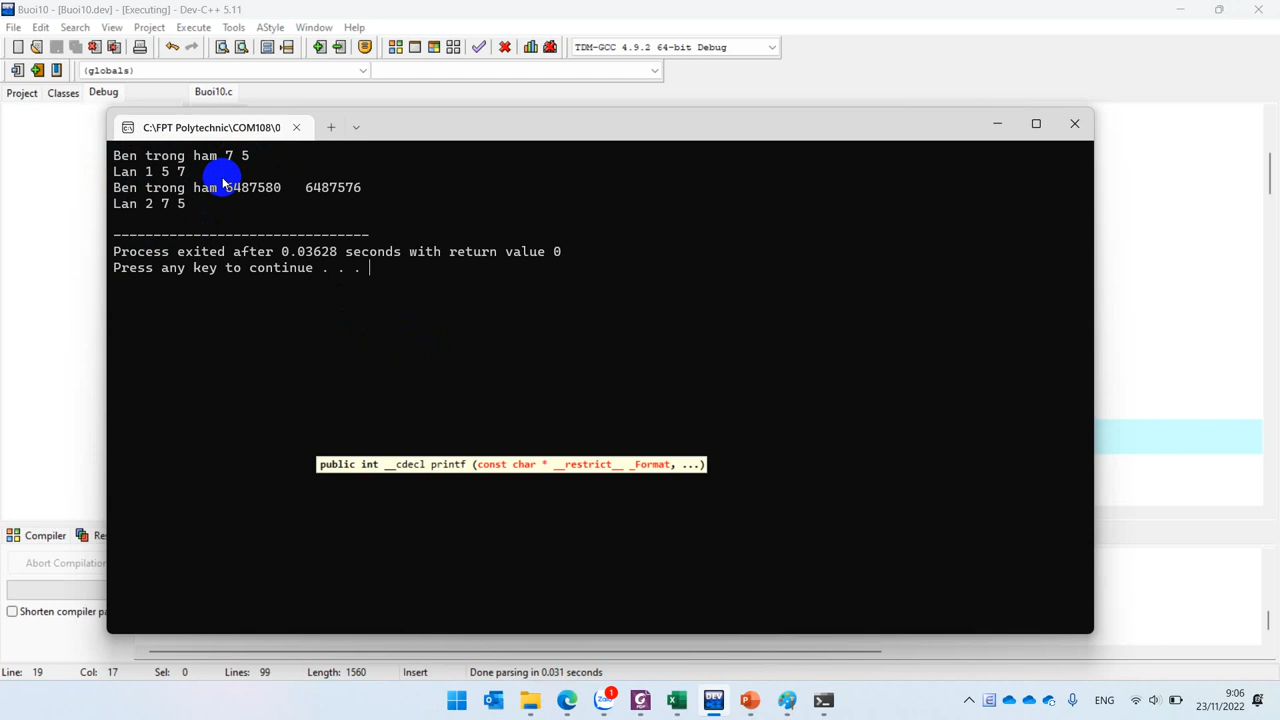 Buoi10 - [Buoi10.dev] - [Executing] - Dev-C++ 5.11
File Edit Search View Project Execute Tools AStyle Window Help
TDM-GCC 4.9.2 64-bit Debug
(globals)
Project Classes Debug Buoi10.c
C:\FPT Polytechnic\COM108\0
Ben trong ham 7 5
Lan 1 5 7
Ben trong ham 6487580 6487576
Lan 2 7 5
--------------------------------
Process exited after 0.03628 seconds with return value 0
Press any key to continue . . .
public int __cdecl printf (const char * __restrict__ _Format, ...)
Compiler Res
Abort Compilation
Shorten compiler pa
Line: 19 Col: 17 Sel: 0 Lines: 99 Length: 1560 Insert Done parsing in 0.031 seconds
Zalo 1 DEV
ENG 9:06
23/11/2022